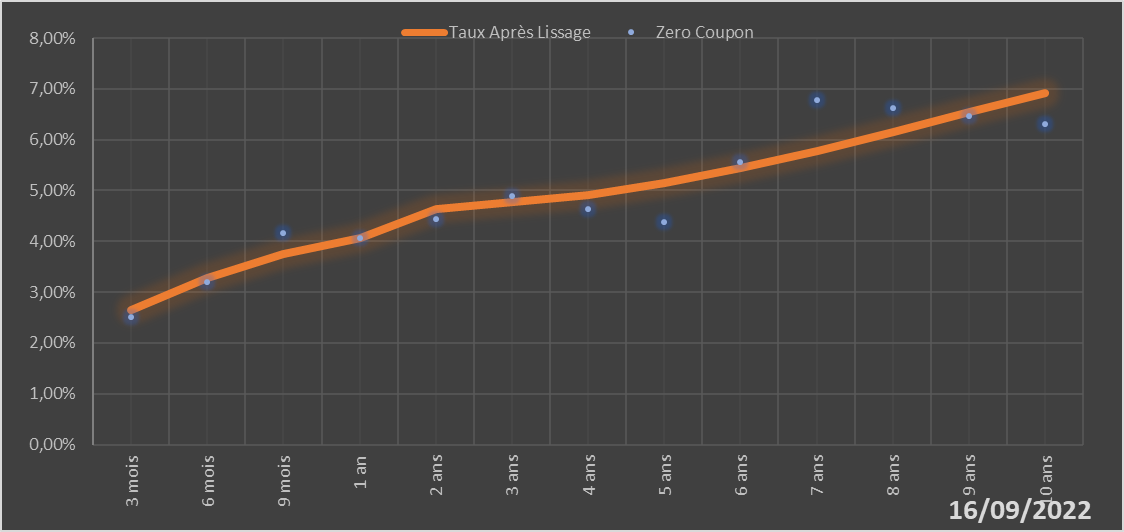 Taux Après Lissage Zero Coupon
8,00%
7,00%
6,00%
5,00%
4,00%
3,00%
2,00%
1,00%
0,00%
3 mois
6 mois
9 mois
1 an
2 ans
3 ans
4 ans
5 ans
6 ans
7 ans
8 ans
9 ans
10 ans
16/09/2022